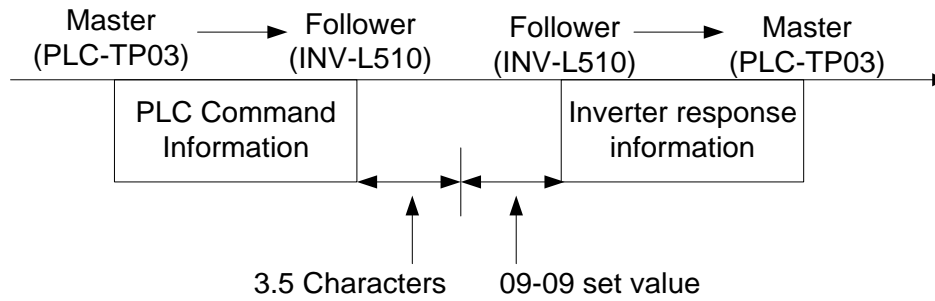 Master
(PLC-TP03)
Follower
(INV-L510)
Follower
(INV-L510)
Master
(PLC-TP03)
PLC Command
Information
Inverter response
information
3.5 Characters
09-09 set value